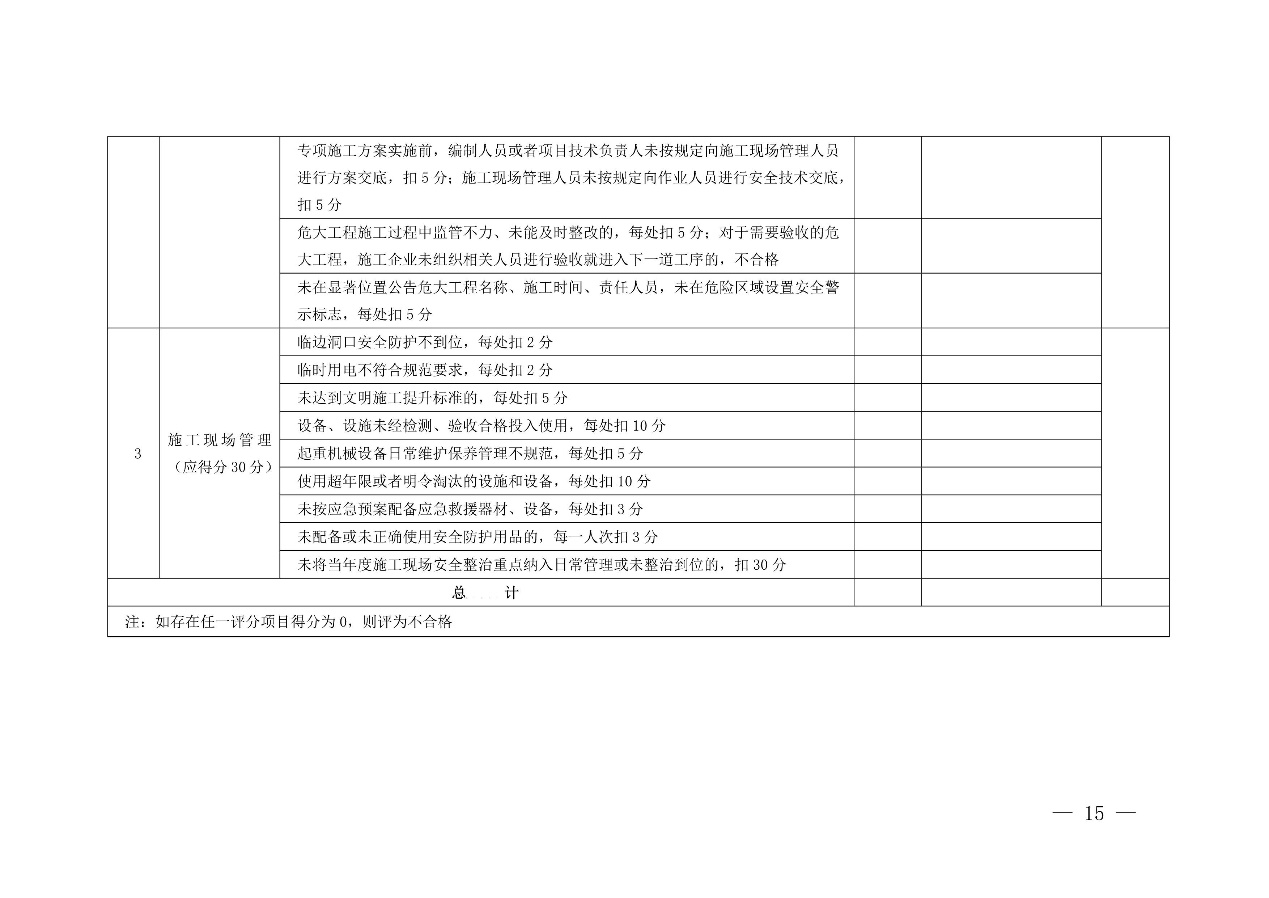 专项施工方案实施前，编制人员或者项目技术负责人未按规定向施工现场管理人员
进行方案交底，扣 5 分；施工现场管理人员未按规定向作业人员进行安全技术交底，
扣 5 分
危大工程施工过程中监管不力、未能及时整改的，每处扣 5 分；对于需要验收的危
大工程，施工企业未组织相关人员进行验收就进入下一道工序的，不合格
未在显著位置公告危大工程名称、施工时间、责任人员，未在危险区域设置安全警
示标志，每处扣 5 分
3
施工现场管理
（应得分 30 分）
临边洞口安全防护不到位，每处扣 2 分
临时用电不符合规范要求，每处扣 2 分
未达到文明施工提升标准的，每处扣 5 分
设备、设施未经检测、验收合格投入使用，每处扣 10 分
起重机械设备日常维护保养管理不规范，每处扣 5 分
使用超年限或者明令淘汰的设施和设备，每处扣 10 分
未按应急预案配备应急救援器材、设备，每处扣 3 分
未配备或未正确使用安全防护用品的，每一人次扣 3 分
未将当年度施工现场安全整治重点纳入日常管理或未整治到位的，扣 30 分
总 计
注：如存在任一评分项目得分为 0，则评为不合格
— 15 —